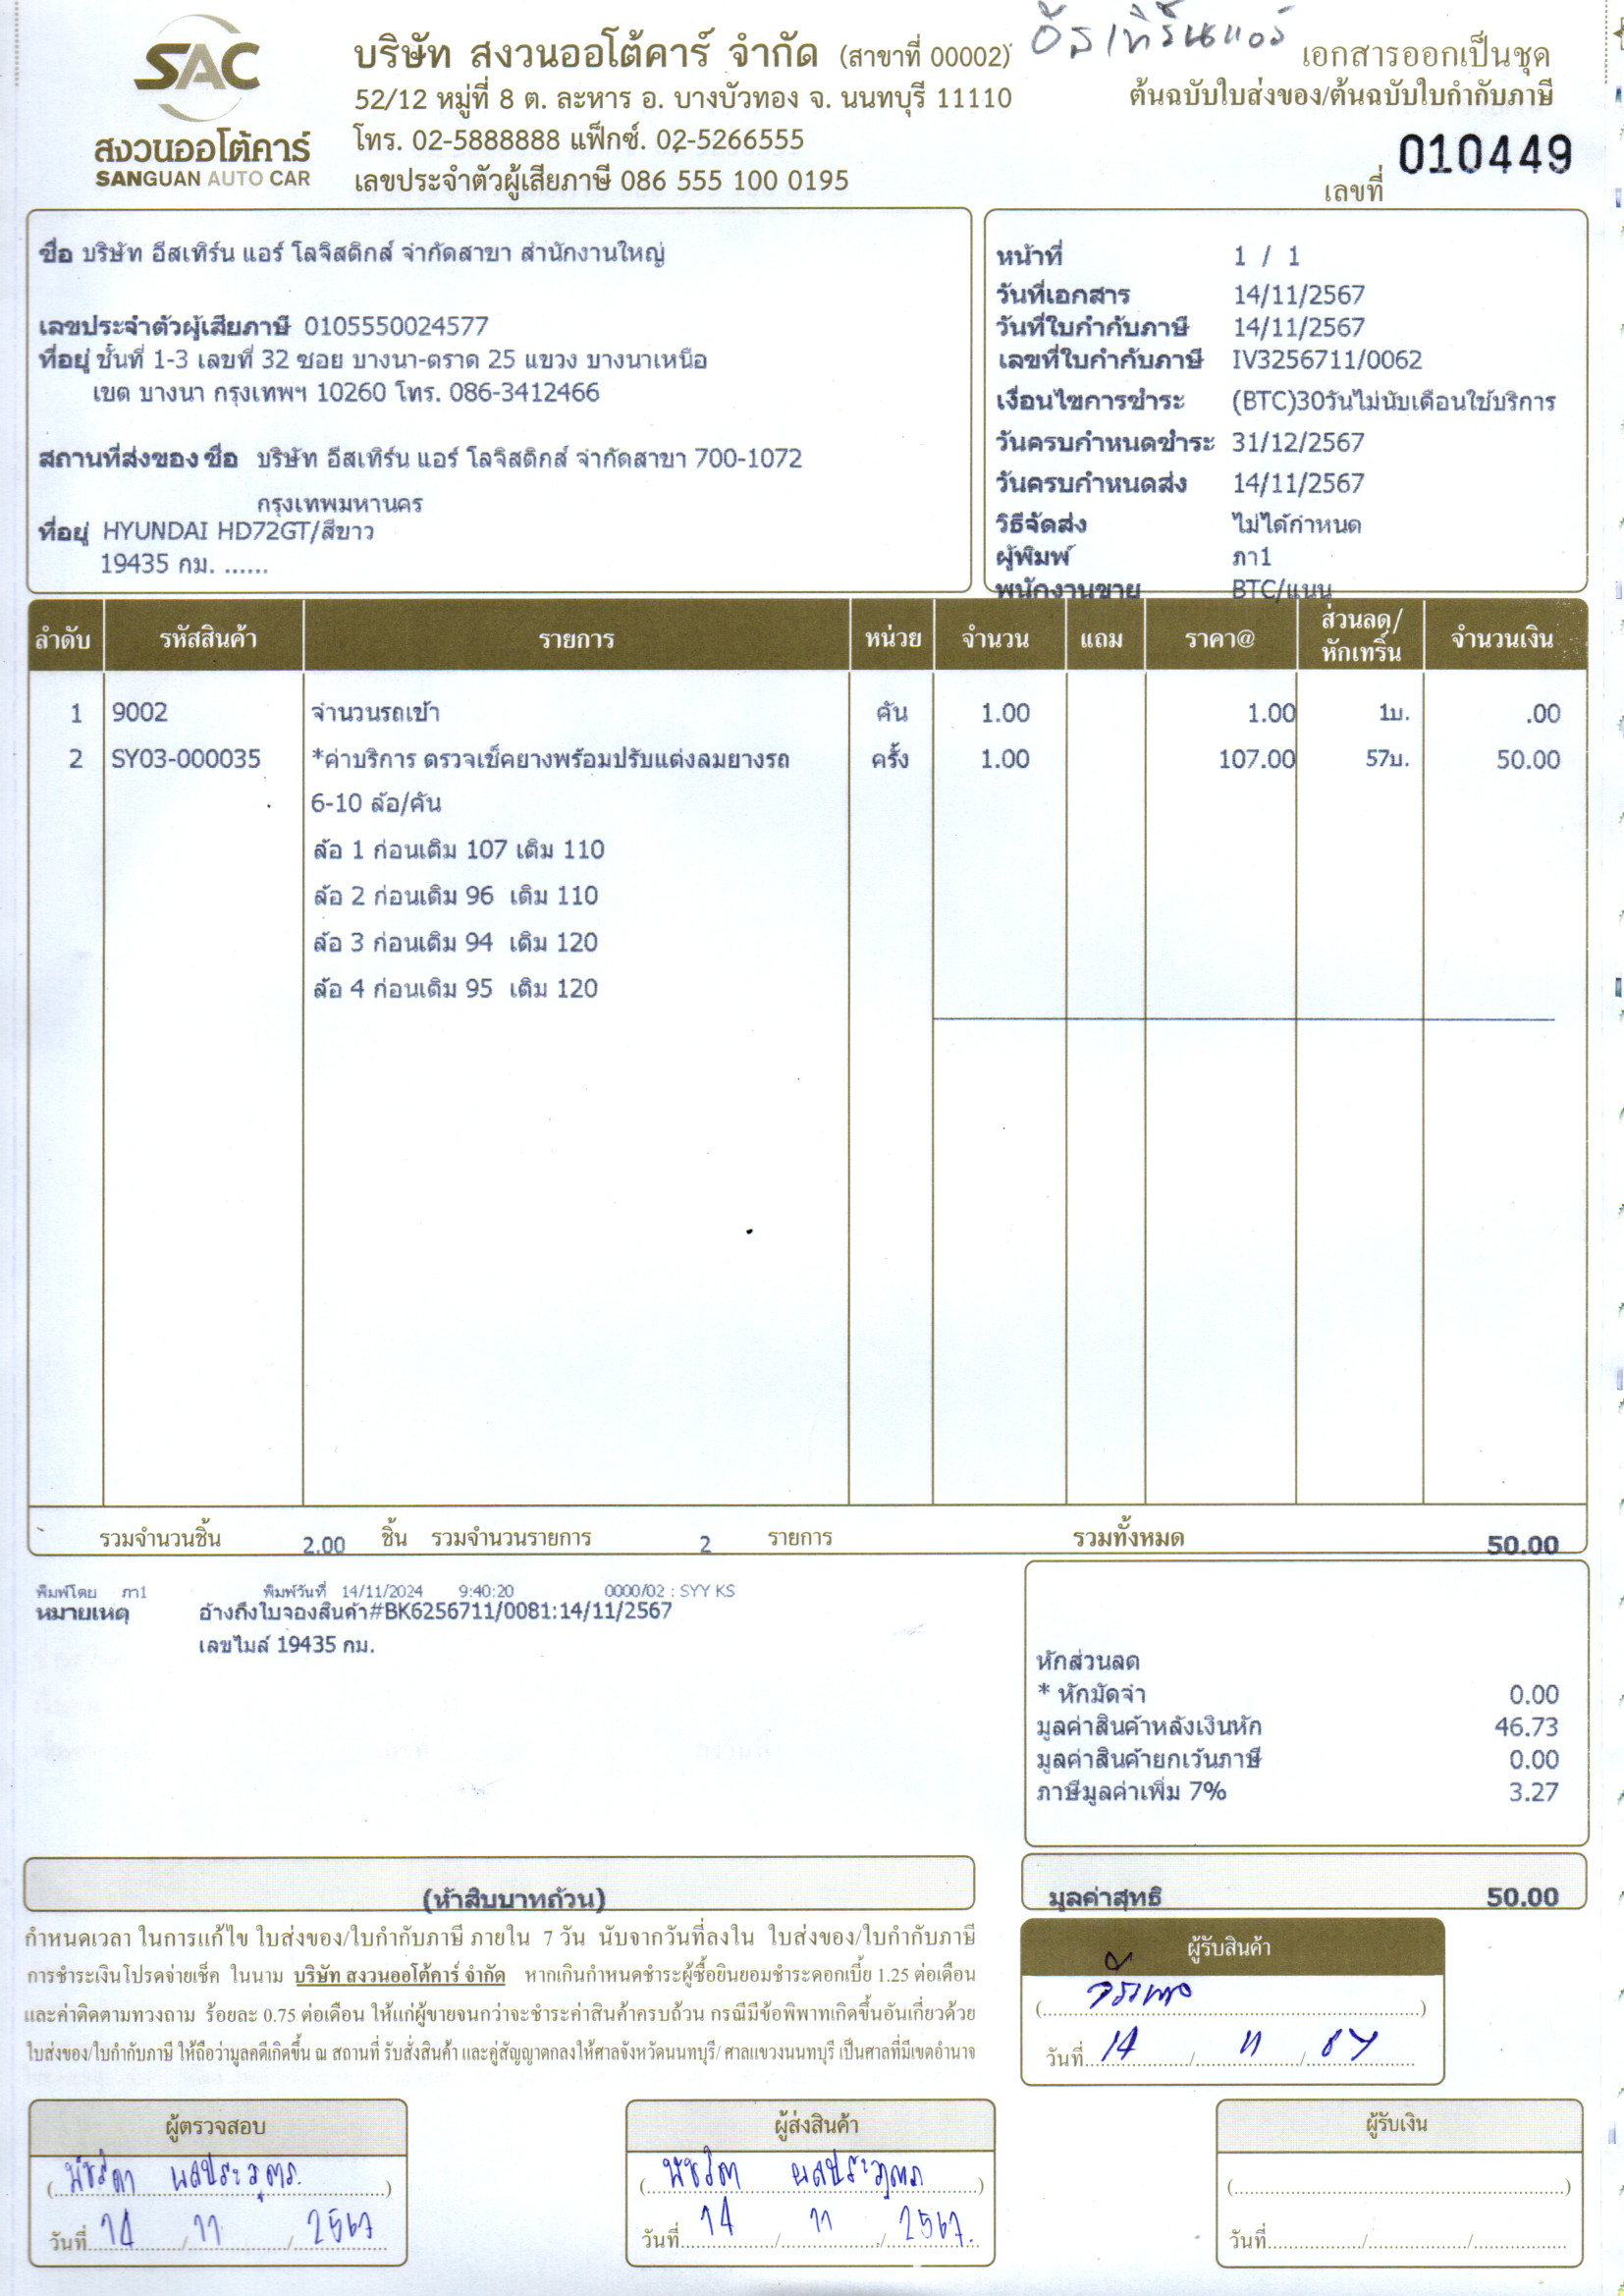 SAC
สงวนออโต้คาร์
SANGUAN AUTO CAR
บริษัท สงวนออโต้คาร์ จำกัด (สาขาที่ 00002)
52/12 หมู่ที่ 8 ต. ละหาร อ. บางบัวทอง จ. นนทบุรี 11110
โทร. 02-5888888 แฟ็กซ์. 02-5266555
เลขประจำตัวผู้เสียภาษี 086 555 100 0195
อีสเทิร์นแอร์
เอกสารออกเป็นชุด
ต้นฉบับใบส่งของ/ต้นฉบับใบกำกับภาษี
เลขที่ 010449
ชื่อ บริษัท อีสเทิร์น แอร์ โลจิสติกส์ จำกัดสาขา สำนักงานใหญ่
เลขประจำตัวผู้เสียภาษี 0105550024577
ที่อยู่ ชั้นที่ 1-3 เลขที่ 32 ซอย บางนา-ตราด 25 แขวง บางนาเหนือ
เขต บางนา กรุงเทพฯ 10260 โทร. 086-3412466
สถานที่ส่งของ ชื่อ บริษัท อีสเทิร์น แอร์ โลจิสติกส์ จำกัดสาขา 700-1072
กรุงเทพมหานคร
ที่อยู่ HYUNDAI HD72GT/สีขาว
19435 กม. ......
หน้าที่ 1 / 1
วันที่เอกสาร 14/11/2567
วันที่ใบกำกับภาษี 14/11/2567
เลขที่ใบกำกับภาษี IV3256711/0062
เงื่อนไขการชำระ (BTC)30วันไม่นับเดือนใช้บริการ
วันครบกำหนดชำระ 31/12/2567
วันครบกำหนดส่ง 14/11/2567
วิธีจัดส่ง ไม่ได้กำหนด
ผู้พิมพ์ ภา1
พนักงานขาย BTC/แนน
ลำดับ รหัสสินค้า รายการ หน่วย จำนวน แถม ราคา@ ส่วนลด/หักเทริ์น จำนวนเงิน
1 9002 จำนวนรถเข้า คัน 1.00 1.00 1บ. .00
2 SY03-000035 *ค่าบริการ ตรวจเช็คยางพร้อมปรับแต่งลมยางรถ ครั้ง 1.00 107.00 57บ. 50.00
6-10 ล้อ/คัน
ล้อ 1 ก่อนเติม 107 เติม 110
ล้อ 2 ก่อนเติม 96 เติม 110
ล้อ 3 ก่อนเติม 94 เติม 120
ล้อ 4 ก่อนเติม 95 เติม 120
รวมจำนวนชิ้น 2.00 ชิ้น รวมจำนวนรายการ 2 รายการ รวมทั้งหมด 50.00
พิมพ์โดย ภา1 พิมพ์วันที่ 14/11/2024 9:40:20 0000/02 : SYY KS
หมายเหตุ อ้างถึงใบจองสินค้า#BK6256711/0081:14/11/2567
เลขไมล์ 19435 กม.
หักส่วนลด
* หักมัดจำ 0.00
มูลค่าสินค้าหลังเงินหัก 46.73
มูลค่าสินค้ายกเว้นภาษี 0.00
ภาษีมูลค่าเพิ่ม 7% 3.27
(ห้าสิบบาทถ้วน)
มูลค่าสุทธิ 50.00
กำหนดเวลา ในการแก้ไข ใบส่งของ/ใบกำกับภาษี ภายใน 7 วัน นับจากวันที่ลงใน ใบส่งของ/ใบกำกับภาษี
การชำระเงินโปรดจ่ายเช็ค ในนาม บริษัท สงวนออโต้คาร์ จำกัด หากเกินกำหนดชำระผู้ซื้อยินยอมชำระดอกเบี้ย 1.25 ต่อเดือน
และค่าติดตามทวงถาม ร้อยละ 0.75 ต่อเดือน ให้แก่ผู้ขายจนกว่าจะชำระค่าสินค้าครบถ้วน กรณีมีข้อพิพาทเกิดขึ้นอันเกี่ยวด้วย
ใบส่งของ/ใบกำกับภาษี ให้ถือว่ามูลคดีเกิดขึ้น ณ สถานที่ รับสั่งสินค้า และคู่สัญญาตกลงให้ศาลจังหวัดนนทบุรี/ ศาลแขวงนนทบุรี เป็นศาลที่มีเขตอำนาจ
ผู้รับสินค้า
วันที่ 14 / 11 / 67
ผู้ตรวจสอบ
วันที่ 14 / 11 / 2567
ผู้ส่งสินค้า
วันที่ 14 / 11 / 2567.
ผู้รับเงิน
วันที่ / /